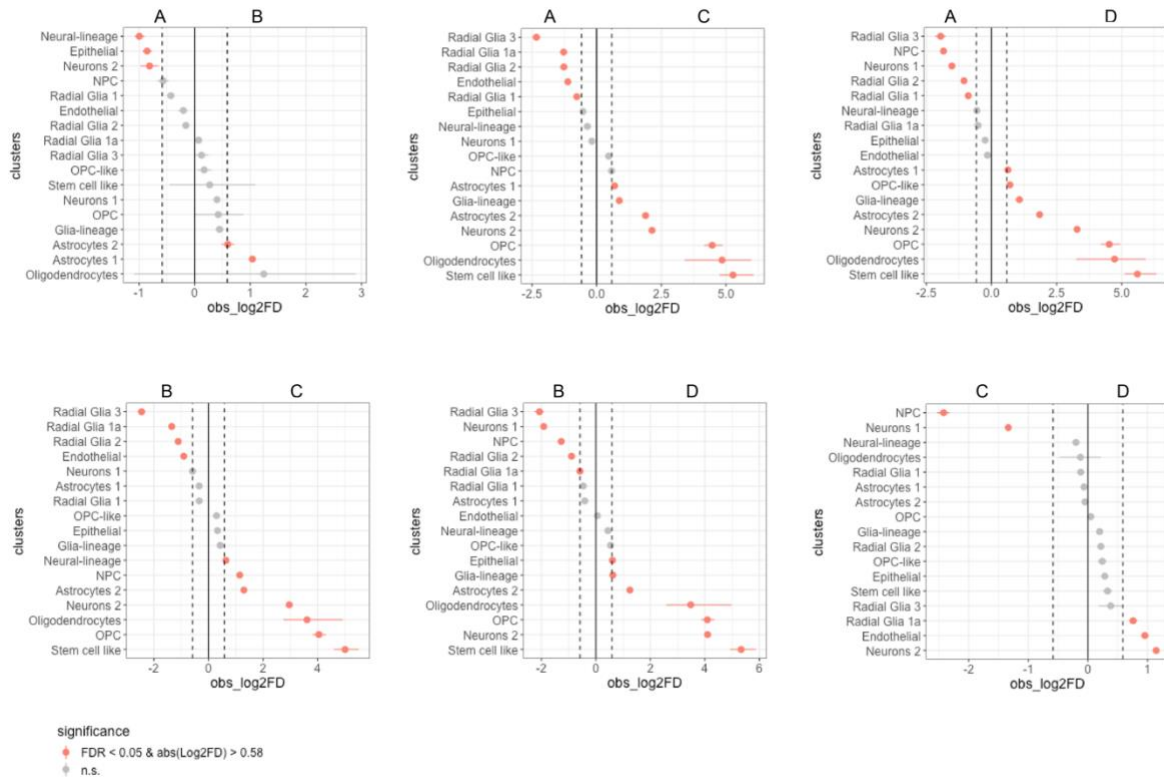 A B
Neural-lineage
Epithelial
Neurons 2
NPC
Radial Glia 1
Endothelial
Radial Glia 2
Radial Glia 1a
Radial Glia 3
OPC-like
Stem cell like
Neurons 1
OPC
Glia-lineage
Astrocytes 2
Astrocytes 1
Oligodendrocytes
clusters
-1 0 1 2 3
obs_log2FD
A C
Radial Glia 3
Radial Glia 1a
Radial Glia 2
Endothelial
Radial Glia 1
Epithelial
Neural-lineage
Neurons 1
OPC-like
NPC
Astrocytes 1
Glia-lineage
Astrocytes 2
Neurons 2
OPC
Oligodendrocytes
Stem cell like
clusters
-2.5 0.0 2.5 5.0
obs_log2FD
A D
Radial Glia 3
NPC
Neurons 1
Radial Glia 2
Radial Glia 1
Neural-lineage
Radial Glia 1a
Epithelial
Endothelial
Astrocytes 1
OPC-like
Glia-lineage
Astrocytes 2
Neurons 2
OPC
Oligodendrocytes
Stem cell like
clusters
-2.5 0.0 2.5 5.0
obs_log2FD
B C
Radial Glia 3
Radial Glia 1a
Radial Glia 2
Endothelial
Neurons 1
Astrocytes 1
Radial Glia 1
OPC-like
Epithelial
Glia-lineage
Neural-lineage
NPC
Astrocytes 2
Neurons 2
Oligodendrocytes
OPC
Stem cell like
clusters
-2 0 2 4
obs_log2FD
B D
Radial Glia 3
Neurons 1
NPC
Radial Glia 2
Radial Glia 1a
Radial Glia 1
Astrocytes 1
Endothelial
Neural-lineage
OPC-like
Epithelial
Glia-lineage
Astrocytes 2
Oligodendrocytes
OPC
Neurons 2
Stem cell like
clusters
-2 0 2 4 6
obs_log2FD
C D
NPC
Neurons 1
Neural-lineage
Oligodendrocytes
Radial Glia 1
Astrocytes 1
Astrocytes 2
OPC
Glia-lineage
Radial Glia 2
OPC-like
Epithelial
Stem cell like
Radial Glia 3
Radial Glia 1a
Endothelial
Neurons 2
clusters
-2 -1 0 1
obs_log2FD
significance
FDR < 0.05 & abs(Log2FD) > 0.58
n.s.